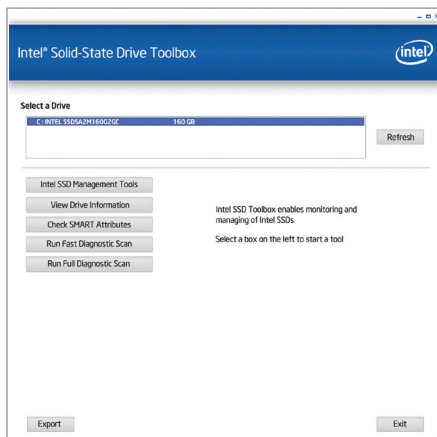 Intel® Solid-State Drive Toolbox
(intel)
Select a Drive
C: INTEL SSDSA2M160G2GC 160 GB
Refresh
Intel SSD Management Tools
View Drive Information
Check SMART Attributes
Run Fast Diagnostic Scan
Run Full Diagnostic Scan
Intel SSD Toolbox enables monitoring and
managing of Intel SSDs
Select a box on the left to start a tool
Export
Exit